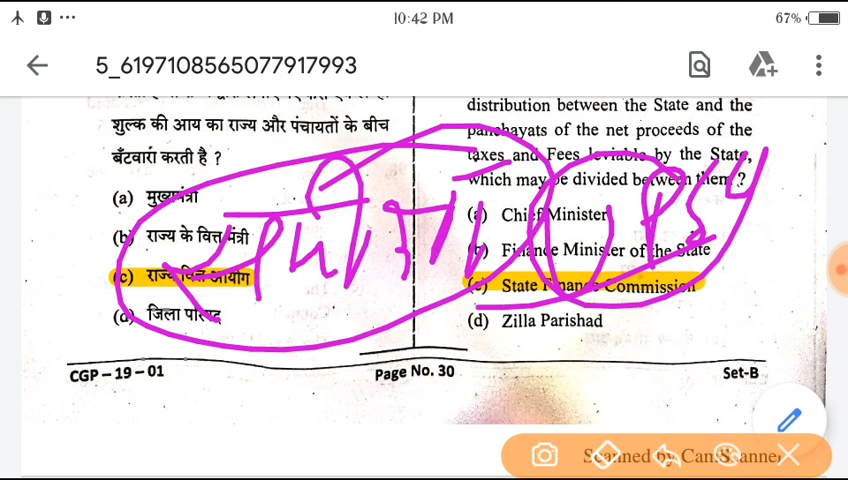 10:42 PM
67%
5_6197108565077917993
distribution between the State and the
शुल्क की आय का राज्य और पंचायतों के बीच
panchayats of the net proceeds of the
बँटवारा करती है ?
taxes and Fees leviable by the State,
which may be divided between them ?
(a) मुख्यमंत्री
(a) Chief Minister
(b) राज्य के वित्त मंत्री
(b) Finance Minister of the State
(c) राज्य वित्त आयोग
(c) State Finance Commission
(d) जिला परिषद
(d) Zilla Parishad
CGP – 19 – 01
Page No. 30
Set-B
Scanned by CamScanner